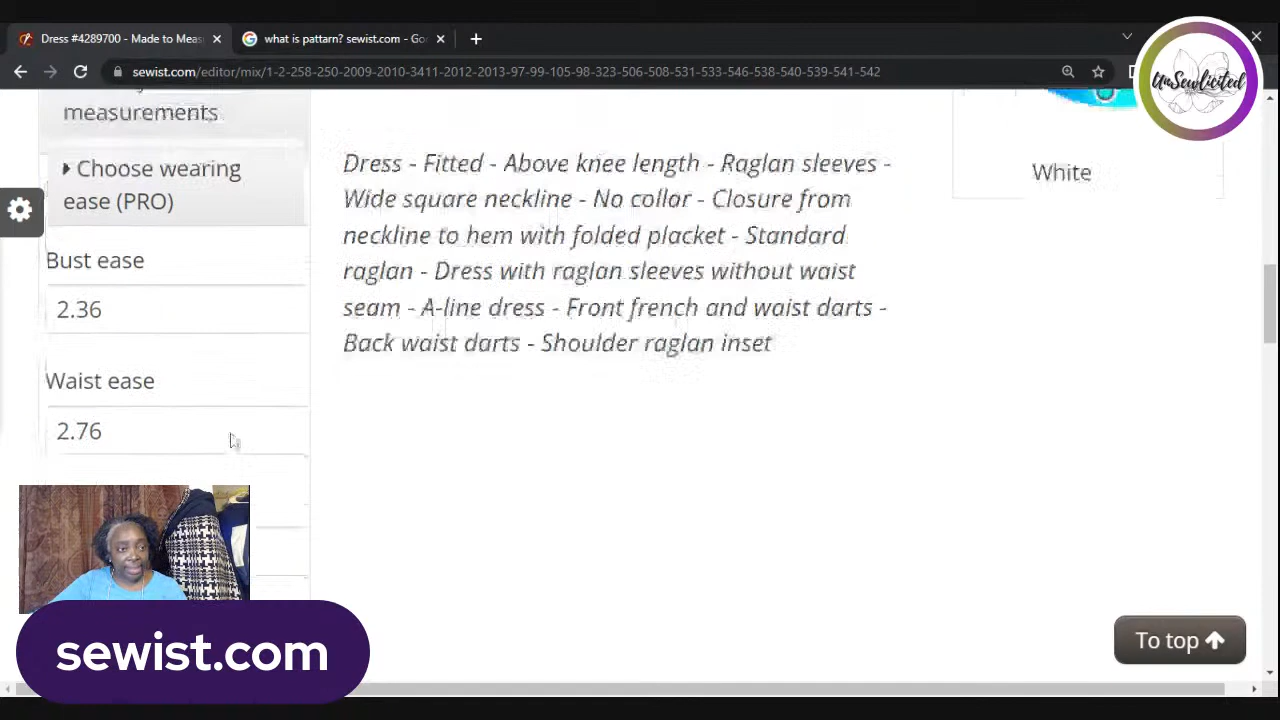 Dress #4289700 - Made to Meas
what is pattarn? sewist.com - Go
UnSewlicited
sewist.com/editor/mix/1-2-258-250-2009-2010-3411-2012-2013-97-99-105-98-323-506-508-531-533-546-538-540-539-541-542
measurements
Choose wearing
ease (PRO)
Bust ease
2.36
Waist ease
2.76
Dress - Fitted - Above knee length - Raglan sleeves -
Wide square neckline - No collar - Closure from
neckline to hem with folded placket - Standard
raglan - Dress with raglan sleeves without waist
seam - A-line dress - Front french and waist darts -
Back waist darts - Shoulder raglan inset
White
To top
sewist.com